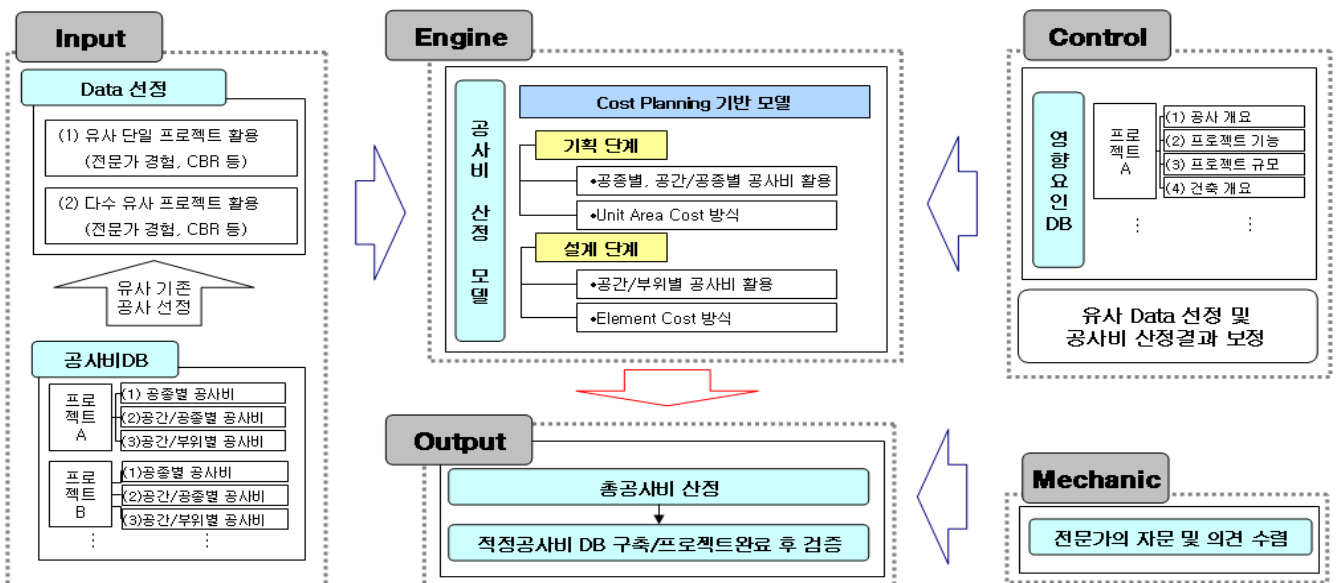 Input
Data 선정
(1) 유사 단일 프로젝트 활용
(전문가 경험, CBR 등)
(2) 다수 유사 프로젝트 활용
(전문가 경험, CBR 등)
유사 기존
공사 선정
공사비DB
프로
젝트
A
(1) 공종별 공사비
(2)공간/공종별 공사비
(3)공간/부위별 공사비
프로
젝트
B
(1)공종별 공사비
(2)공간/공종별 공사비
(3)공간/부위별 공사비
⋮
⋮
Engine
공
사
비
산
정
모
델
Cost Planning 기반 모델
기획 단계
•공종별, 공간/공종별 공사비 활용
•Unit Area Cost 방식
설계 단계
•공간/부위별 공사비 활용
•Element Cost 방식
Control
영
향
요
인
DB
프로
젝트
A
(1) 공사 개요
(2) 프로젝트 기능
(3) 프로젝트 규모
(4) 건축 개요
⋮
⋮
유사 Data 선정 및
공사비 산정결과 보정
Output
총공사비 산정
적정공사비 DB 구축/프로젝트완료 후 검증
Mechanic
전문가의 자문 및 의견 수렴